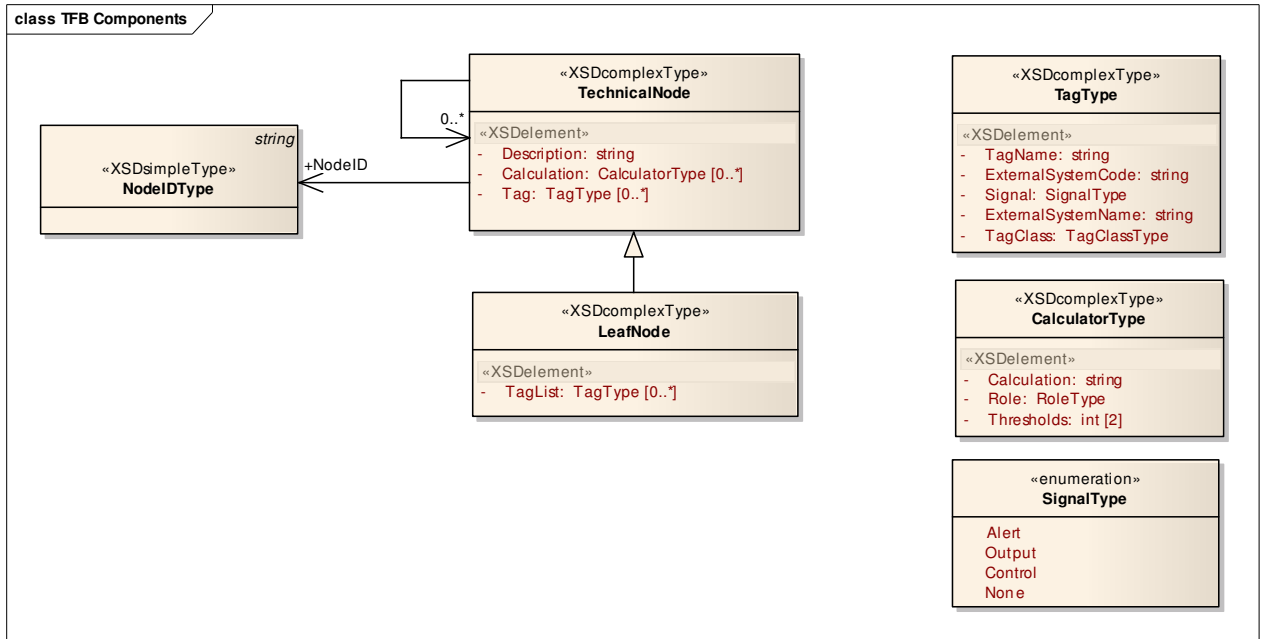 class TFB Components
string
«XSDsimpleType»
NodeIDType
+NodeID
0..*
«XSDcomplexType»
TechnicalNode
«XSDelement»
- Description: string
- Calculation: CalculatorType [0..*]
- Tag: TagType [0..*]
«XSDcomplexType»
LeafNode
«XSDelement»
- TagList: TagType [0..*]
«XSDcomplexType»
TagType
«XSDelement»
- TagName: string
- ExternalSystemCode: string
- Signal: SignalType
- ExternalSystemName: string
- TagClass: TagClassType
«XSDcomplexType»
CalculatorType
«XSDelement»
- Calculation: string
- Role: RoleType
- Thresholds: int [2]
«enumeration»
SignalType
Alert
Output
Control
None